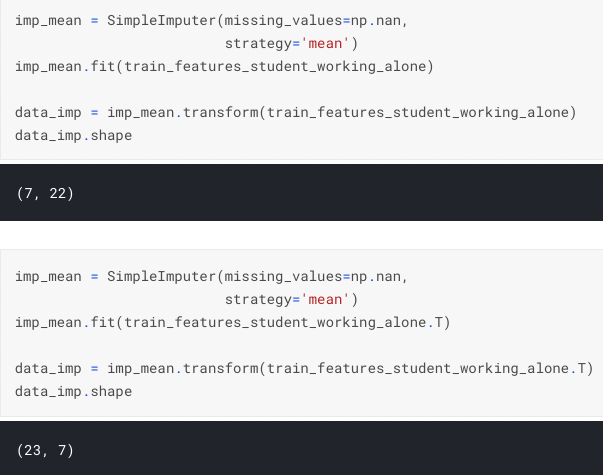 imp_mean = SimpleImputer(missing_values=np.nan,
strategy='mean')
imp_mean.fit(train_features_student_working_alone)
data_imp = imp_mean.transform(train_features_student_working_alone)
data_imp.shape
(7, 22)
imp_mean = SimpleImputer(missing_values=np.nan,
strategy='mean')
imp_mean.fit(train_features_student_working_alone.T)
data_imp = imp_mean.transform(train_features_student_working_alone.T)
data_imp.shape
(23, 7)